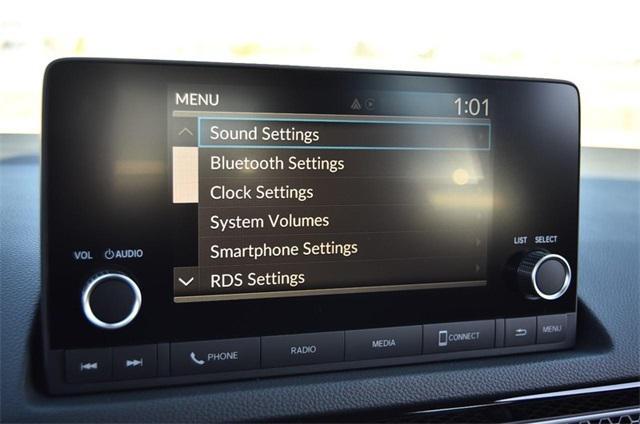 MENU 1:01
Sound Settings
Bluetooth Settings
Clock Settings
System Volumes
Smartphone Settings
RDS Settings
VOL AUDIO
LIST SELECT
PHONE RADIO MEDIA CONNECT MENU